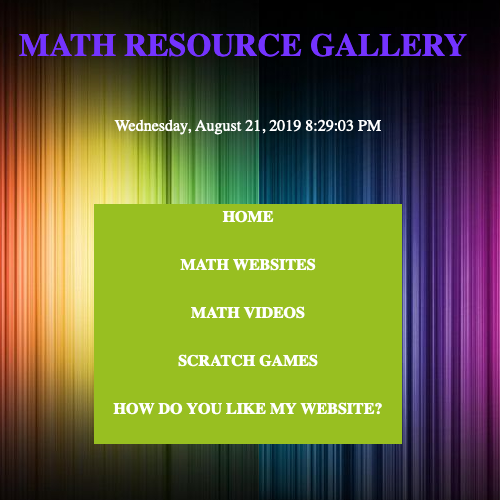 MATH RESOURCE GALLERY
Wednesday, August 21, 2019 8:29:03 PM
HOME
MATH WEBSITES
MATH VIDEOS
SCRATCH GAMES
HOW DO YOU LIKE MY WEBSITE?